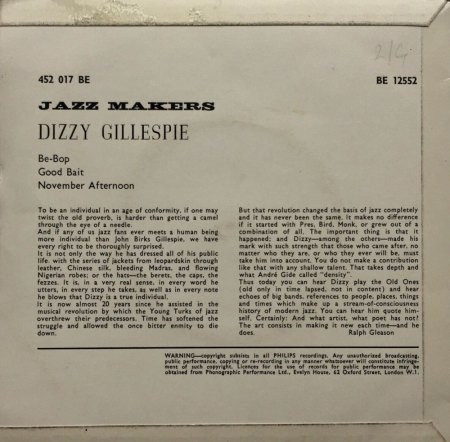 2/6
452 017 BE
BE 12552
JAZZ MAKERS
DIZZY GILLESPIE
Be-Bop
Good Bait
November Afternoon
To be an individual in an age of conformity, if one may
twist the old proverb, is harder than getting a camel
through the eye of a needle.
And if any of us jazz fans ever meets a human being
more individual than John Birks Gillespie, we have
every right to be thoroughly surprised.
It is not only the way he has dressed all of his public
life, with the series of jackets from leopardskin through
leather, Chinese silk, bleeding Madras, and flowing
Nigerian robes; or the hats—the berets, the caps, the
fezzes. It is, in a very real sense, in every word he
utters, in every step he takes, as well as in every note
he blows that Dizzy is a true individual.
It is now almost 20 years since he assisted in the
musical revolution by which the Young Turks of jazz
overthrew their predecessors. Time has softened the
struggle and allowed the once bitter enmity to die
down.
But that revolution changed the basis of jazz completely
and it has never been the same. It makes no difference
if it started with Pres, Bird, Monk, or grew out of a
combination of all. The important thing is that it
happened; and Dizzy—among the others—made his
mark with such strength that those who came after, no
matter who they are, or who they ever will be, must
take him into account. You do not make a contribution
like that with any shallow talent. That takes depth and
what André Gide called "density".
Thus today you can hear Dizzy play the Old Ones
(old only in time lapsed, not in content) and hear
echoes of big bands, references to people, places, things
and times which make up a stream-of-consciousness
history of modern jazz. You can hear him quote him-
self. Certainly: And what artist, what poet has not?
The art consists in making it new each time—and he
does. Ralph Gleason
WARNING—copyright subsists in all PHILIPS recordings. Any unauthorized broadcasting,
public performance, copying or re-recording in any manner whatsoever will constitute infringe-
ment of such copyright. Licences for the use of records for public performance may be
obtained from Phonographic Performance Ltd., Evelyn House, 62 Oxford Street, London W.1.